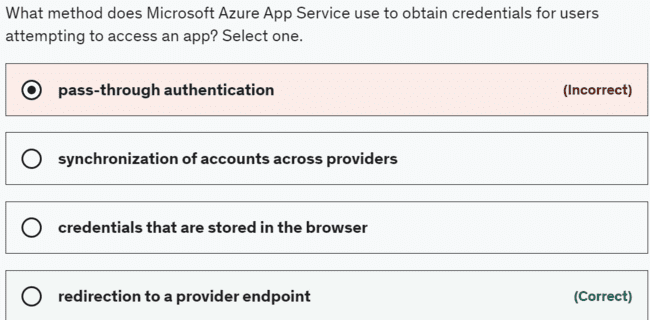 What method does Microsoft Azure App Service use to obtain credentials for users
attempting to access an app? Select one.
pass-through authentication (Incorrect)
synchronization of accounts across providers
credentials that are stored in the browser
redirection to a provider endpoint (Correct)